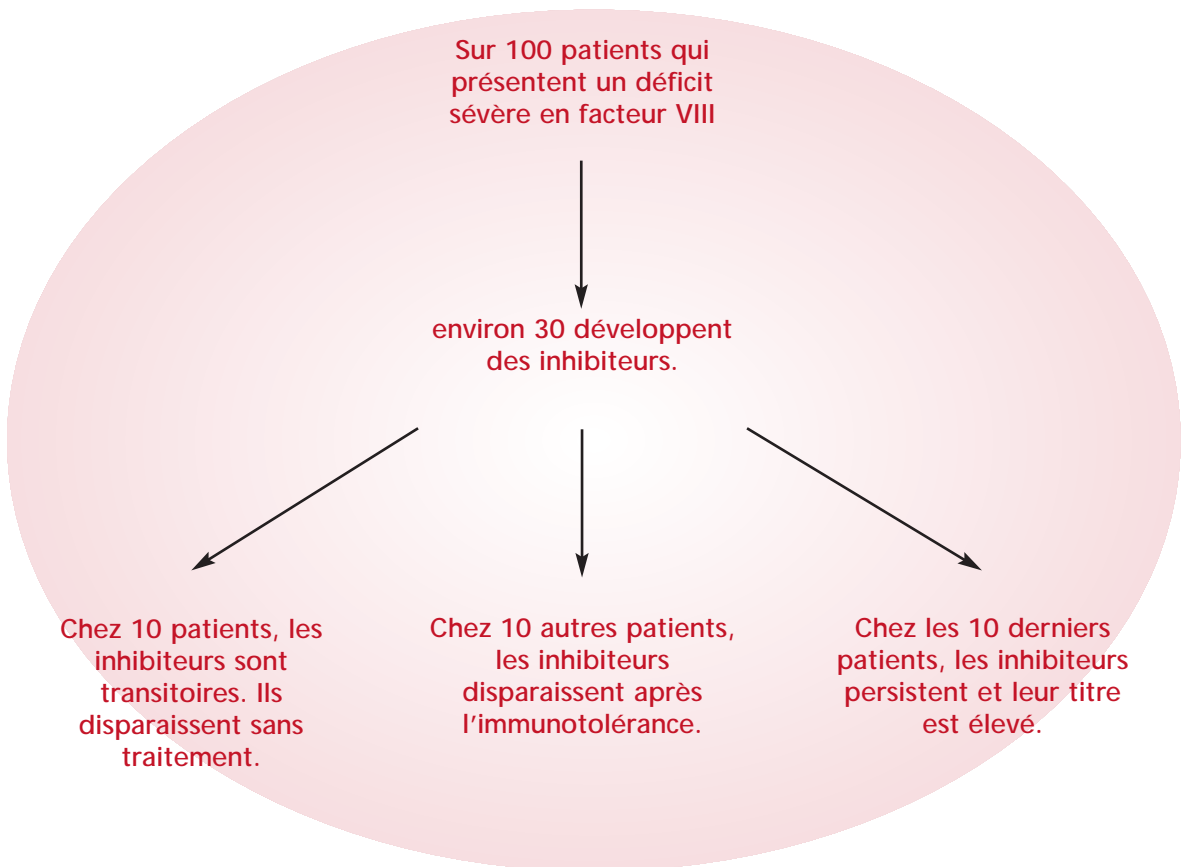 Sur 100 patients qui
présentent un déficit
sévère en facteur VIII
environ 30 développent
des inhibiteurs.
Chez 10 patients, les
inhibiteurs sont
transitoires. Ils
disparaissent sans
traitement.
Chez 10 autres patients,
les inhibiteurs
disparaissent après
l'immunotolérance.
Chez les 10 derniers
patients, les inhibiteurs
persistent et leur titre
est élevé.